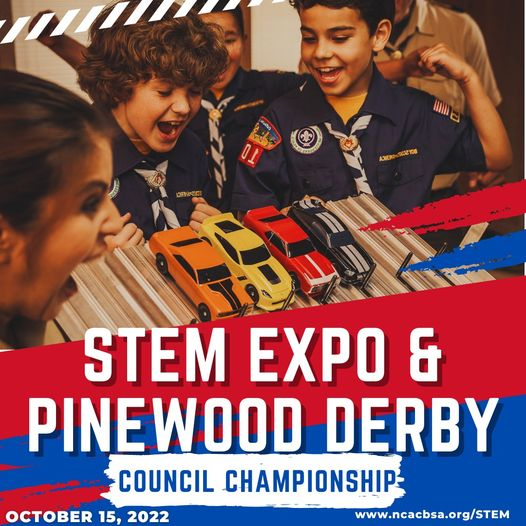 STEM EXPO &
PINEWOOD DERBY
COUNCIL CHAMPIONSHIP
OCTOBER 15, 2022
www.ncacbsa.org/STEM